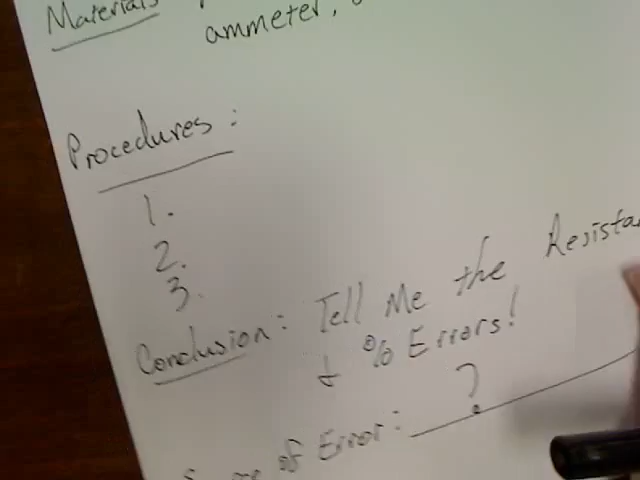 Materials
ammeter,
Procedures:
1.
2.
3.
Conclusion: Tell Me the Resista
+ % Errors!
of Error: ?